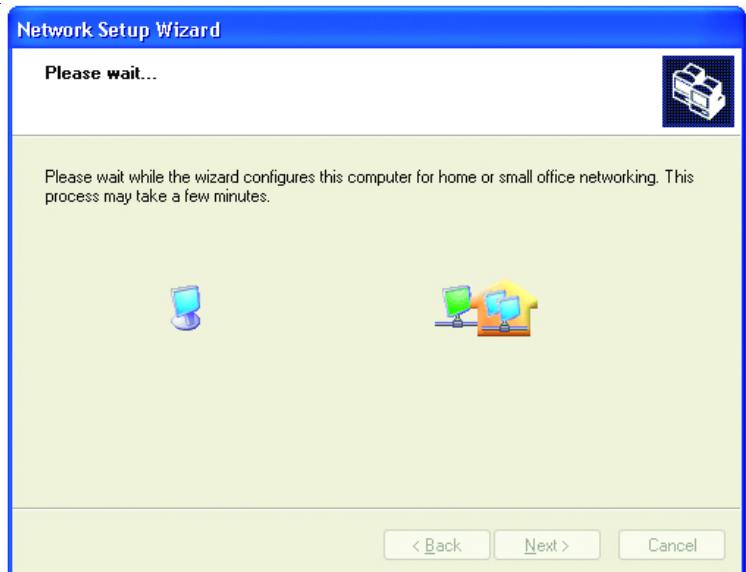 Network Setup Wizard
Please wait...
Please wait while the wizard configures this computer for home or small office networking. This
process may take a few minutes.
< Back
Next >
Cancel